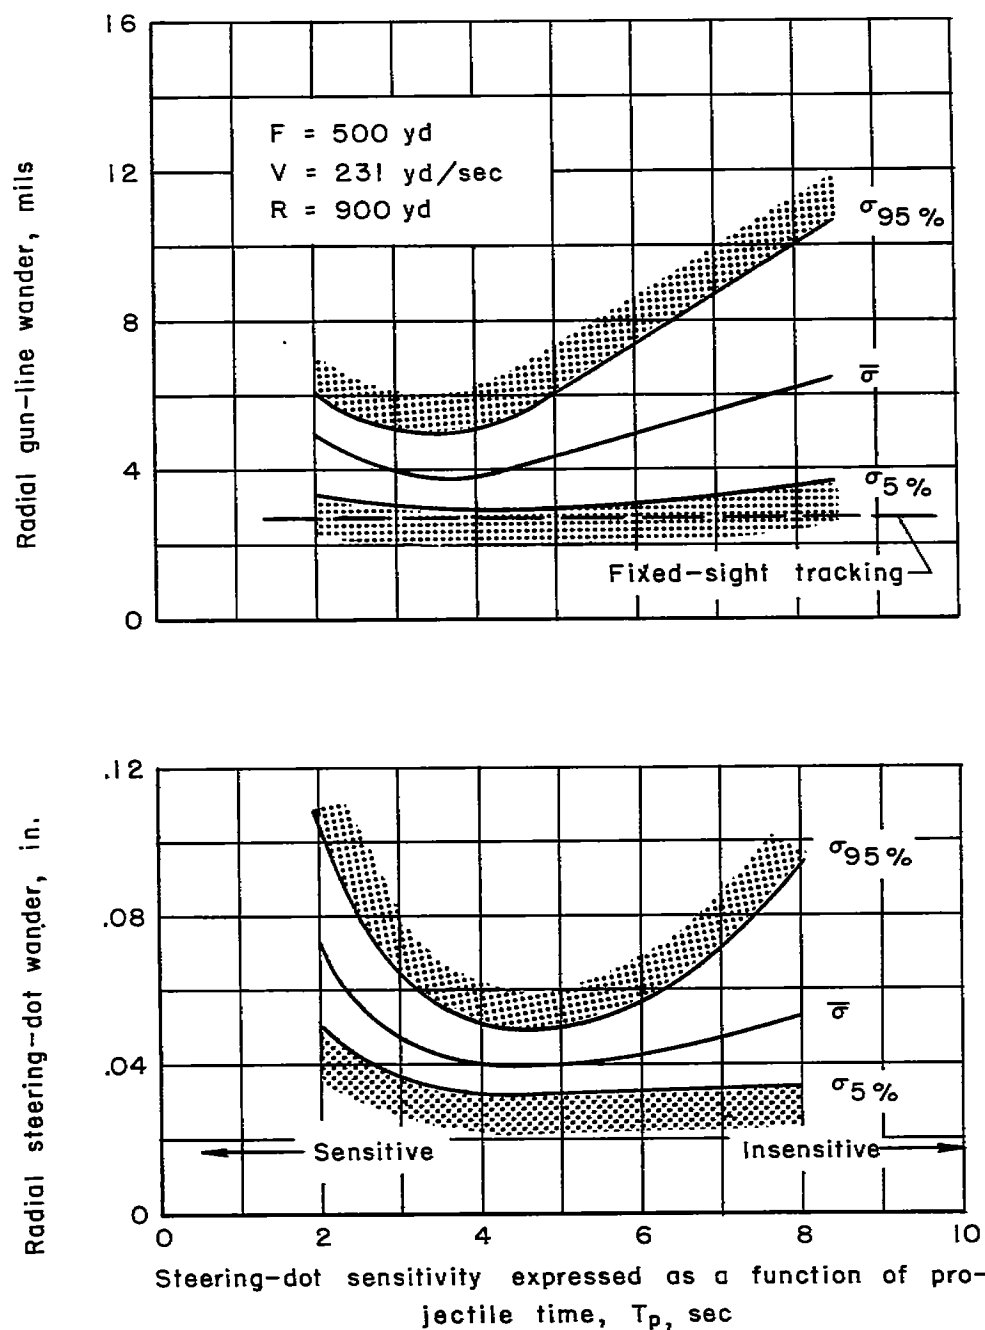 16
12
8
4
0
Radial gun-line wander, mils
F = 500 yd
V = 231 yd/sec
R = 900 yd
σ95%
σ̅
σ5%
Fixed-sight tracking
.12
.08
.04
0
Radial steering-dot wander, in.
σ95%
σ̅
σ5%
Sensitive
Insensitive
0 2 4 6 8 10
Steering-dot sensitivity expressed as a function of pro-
jectile time, Tp, sec